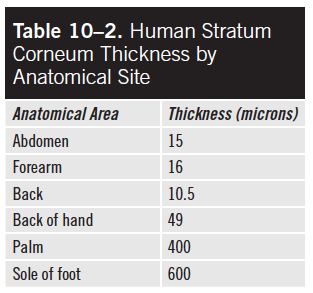 Table 10–2. Human Stratum
Corneum Thickness by
Anatomical Site
Anatomical Area Thickness (microns)
Abdomen 15
Forearm 16
Back 10.5
Back of hand 49
Palm 400
Sole of foot 600